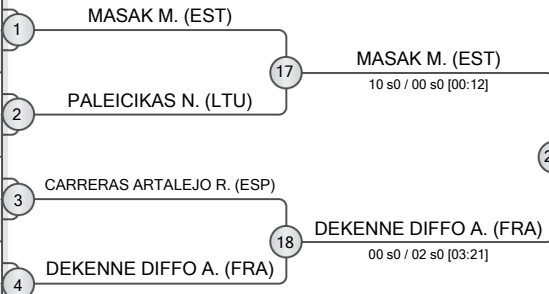 MASAK M. (EST)
1
17
MASAK M. (EST)
10 s0 / 00 s0 [00:12]
2
PALEICIKAS N. (LTU)
3
CARRERAS ARTALEJO R. (ESP)
18
DEKENNE DIFFO A. (FRA)
00 s0 / 02 s0 [03:21]
4
DEKENNE DIFFO A. (FRA)